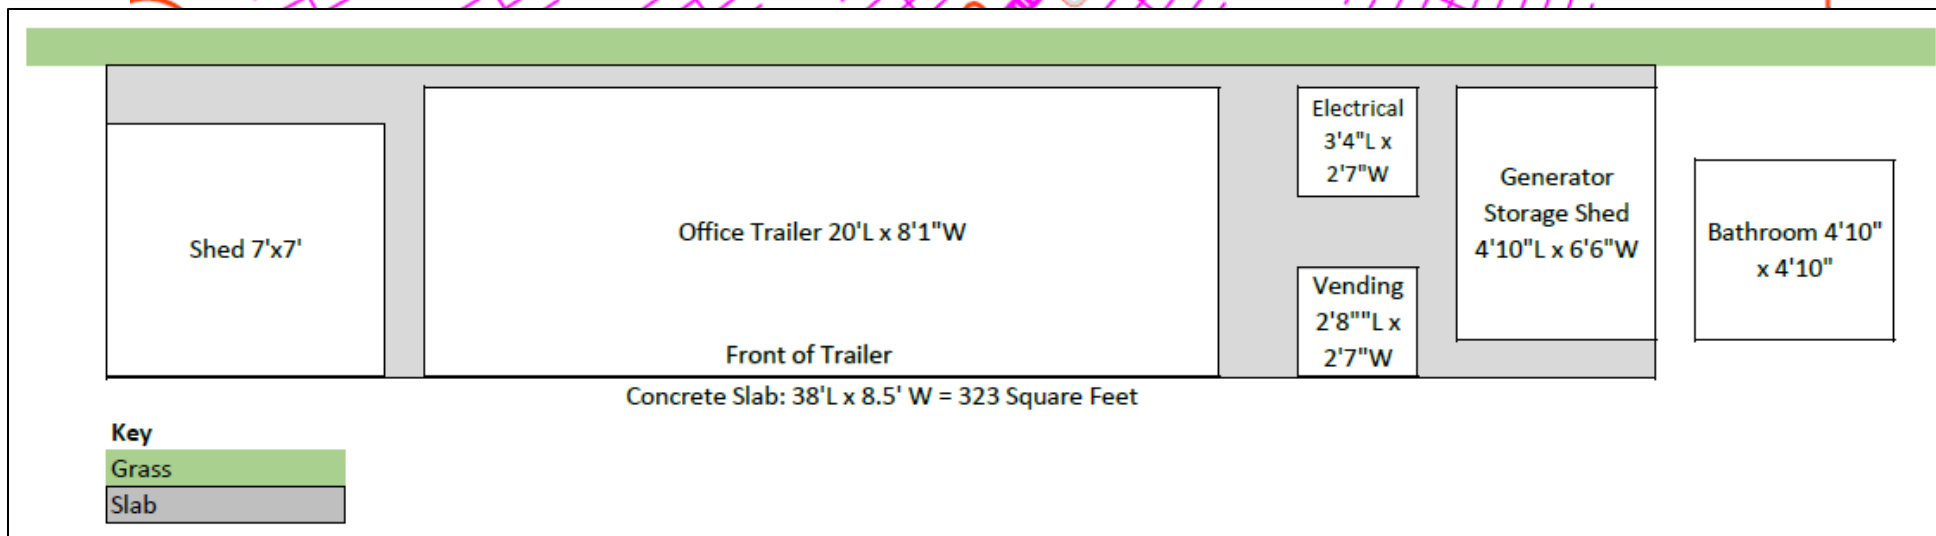 Electrical
3'4"L x
2'7"W
Generator
Storage Shed
4'10"L x 6'6"W
Shed 7'x7'
Office Trailer 20'L x 8'1"W
Bathroom 4'10"
x 4'10"
Vending
2'8""L x
2'7"W
Front of Trailer
Concrete Slab: 38'L x 8.5' W = 323 Square Feet
Key
Grass
Slab